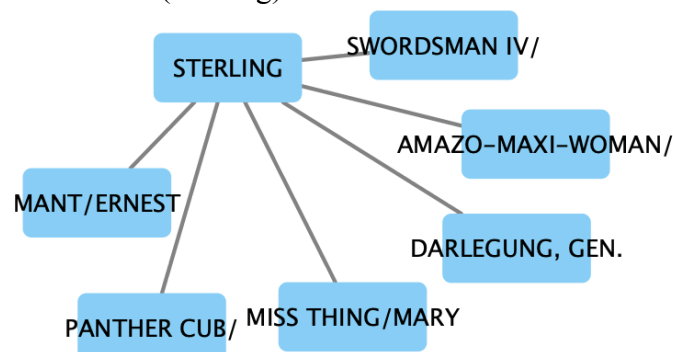 SWORDSMAN IV/
STERLING
AMAZO-MAXI-WOMAN/
MANT/ERNEST
DARLEGUNG, GEN.
MISS THING/MARY
PANTHER CUB/